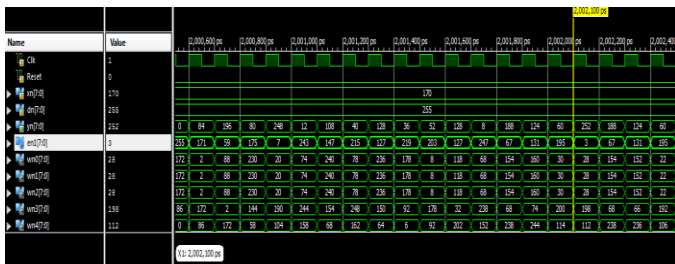 2,002,100 ps
Name Value 2,000,600 ps 2,000,800 ps 2,001,000 ps 2,001,200 ps 2,001,400 ps 2,001,600 ps 2,001,800 ps 2,002,000 ps 2,002,200 ps 2,002,400
Clk 1
Reset 0
xn[7:0] 170 170
dn[7:0] 255 255
yn[7:0] 252 0 84 196 80 248 12 108 40 128 36 52 128 8 188 124 60 252 188 124 60
en1[7:0] 3 255 171 59 175 7 243 147 215 127 219 203 127 247 67 131 195 3 67 131 195
wn0[7:0] 28 172 2 88 230 20 74 240 78 236 178 8 118 68 154 160 30 28 154 152 22
wn1[7:0] 28 172 2 88 230 20 74 240 78 236 178 8 118 68 154 160 30 28 154 152 22
wn2[7:0] 28 172 2 88 230 20 74 240 78 236 178 8 118 68 154 160 30 28 154 152 22
wn3[7:0] 198 86 172 2 144 190 244 154 248 150 92 178 32 238 68 74 200 198 68 66 192
wn4[7:0] 112 0 86 172 58 104 158 68 162 64 6 92 202 152 238 244 114 112 238 236 106
X1: 2,002,100 ps